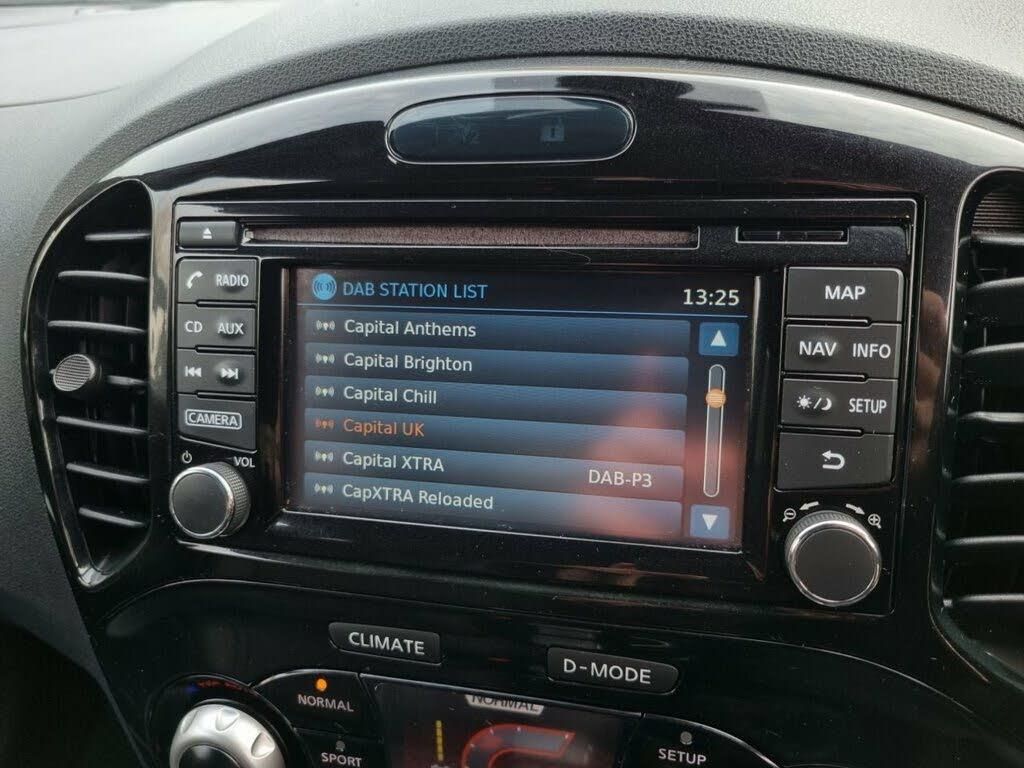 RADIO
CD AUX
CAMERA
VOL
DAB STATION LIST 13:25
Capital Anthems
Capital Brighton
Capital Chill
Capital UK
Capital XTRA DAB-P3
CapXTRA Reloaded
MAP
NAV INFO
SETUP
CLIMATE
D-MODE
NORMAL
NORMAL
SPORT
SETUP